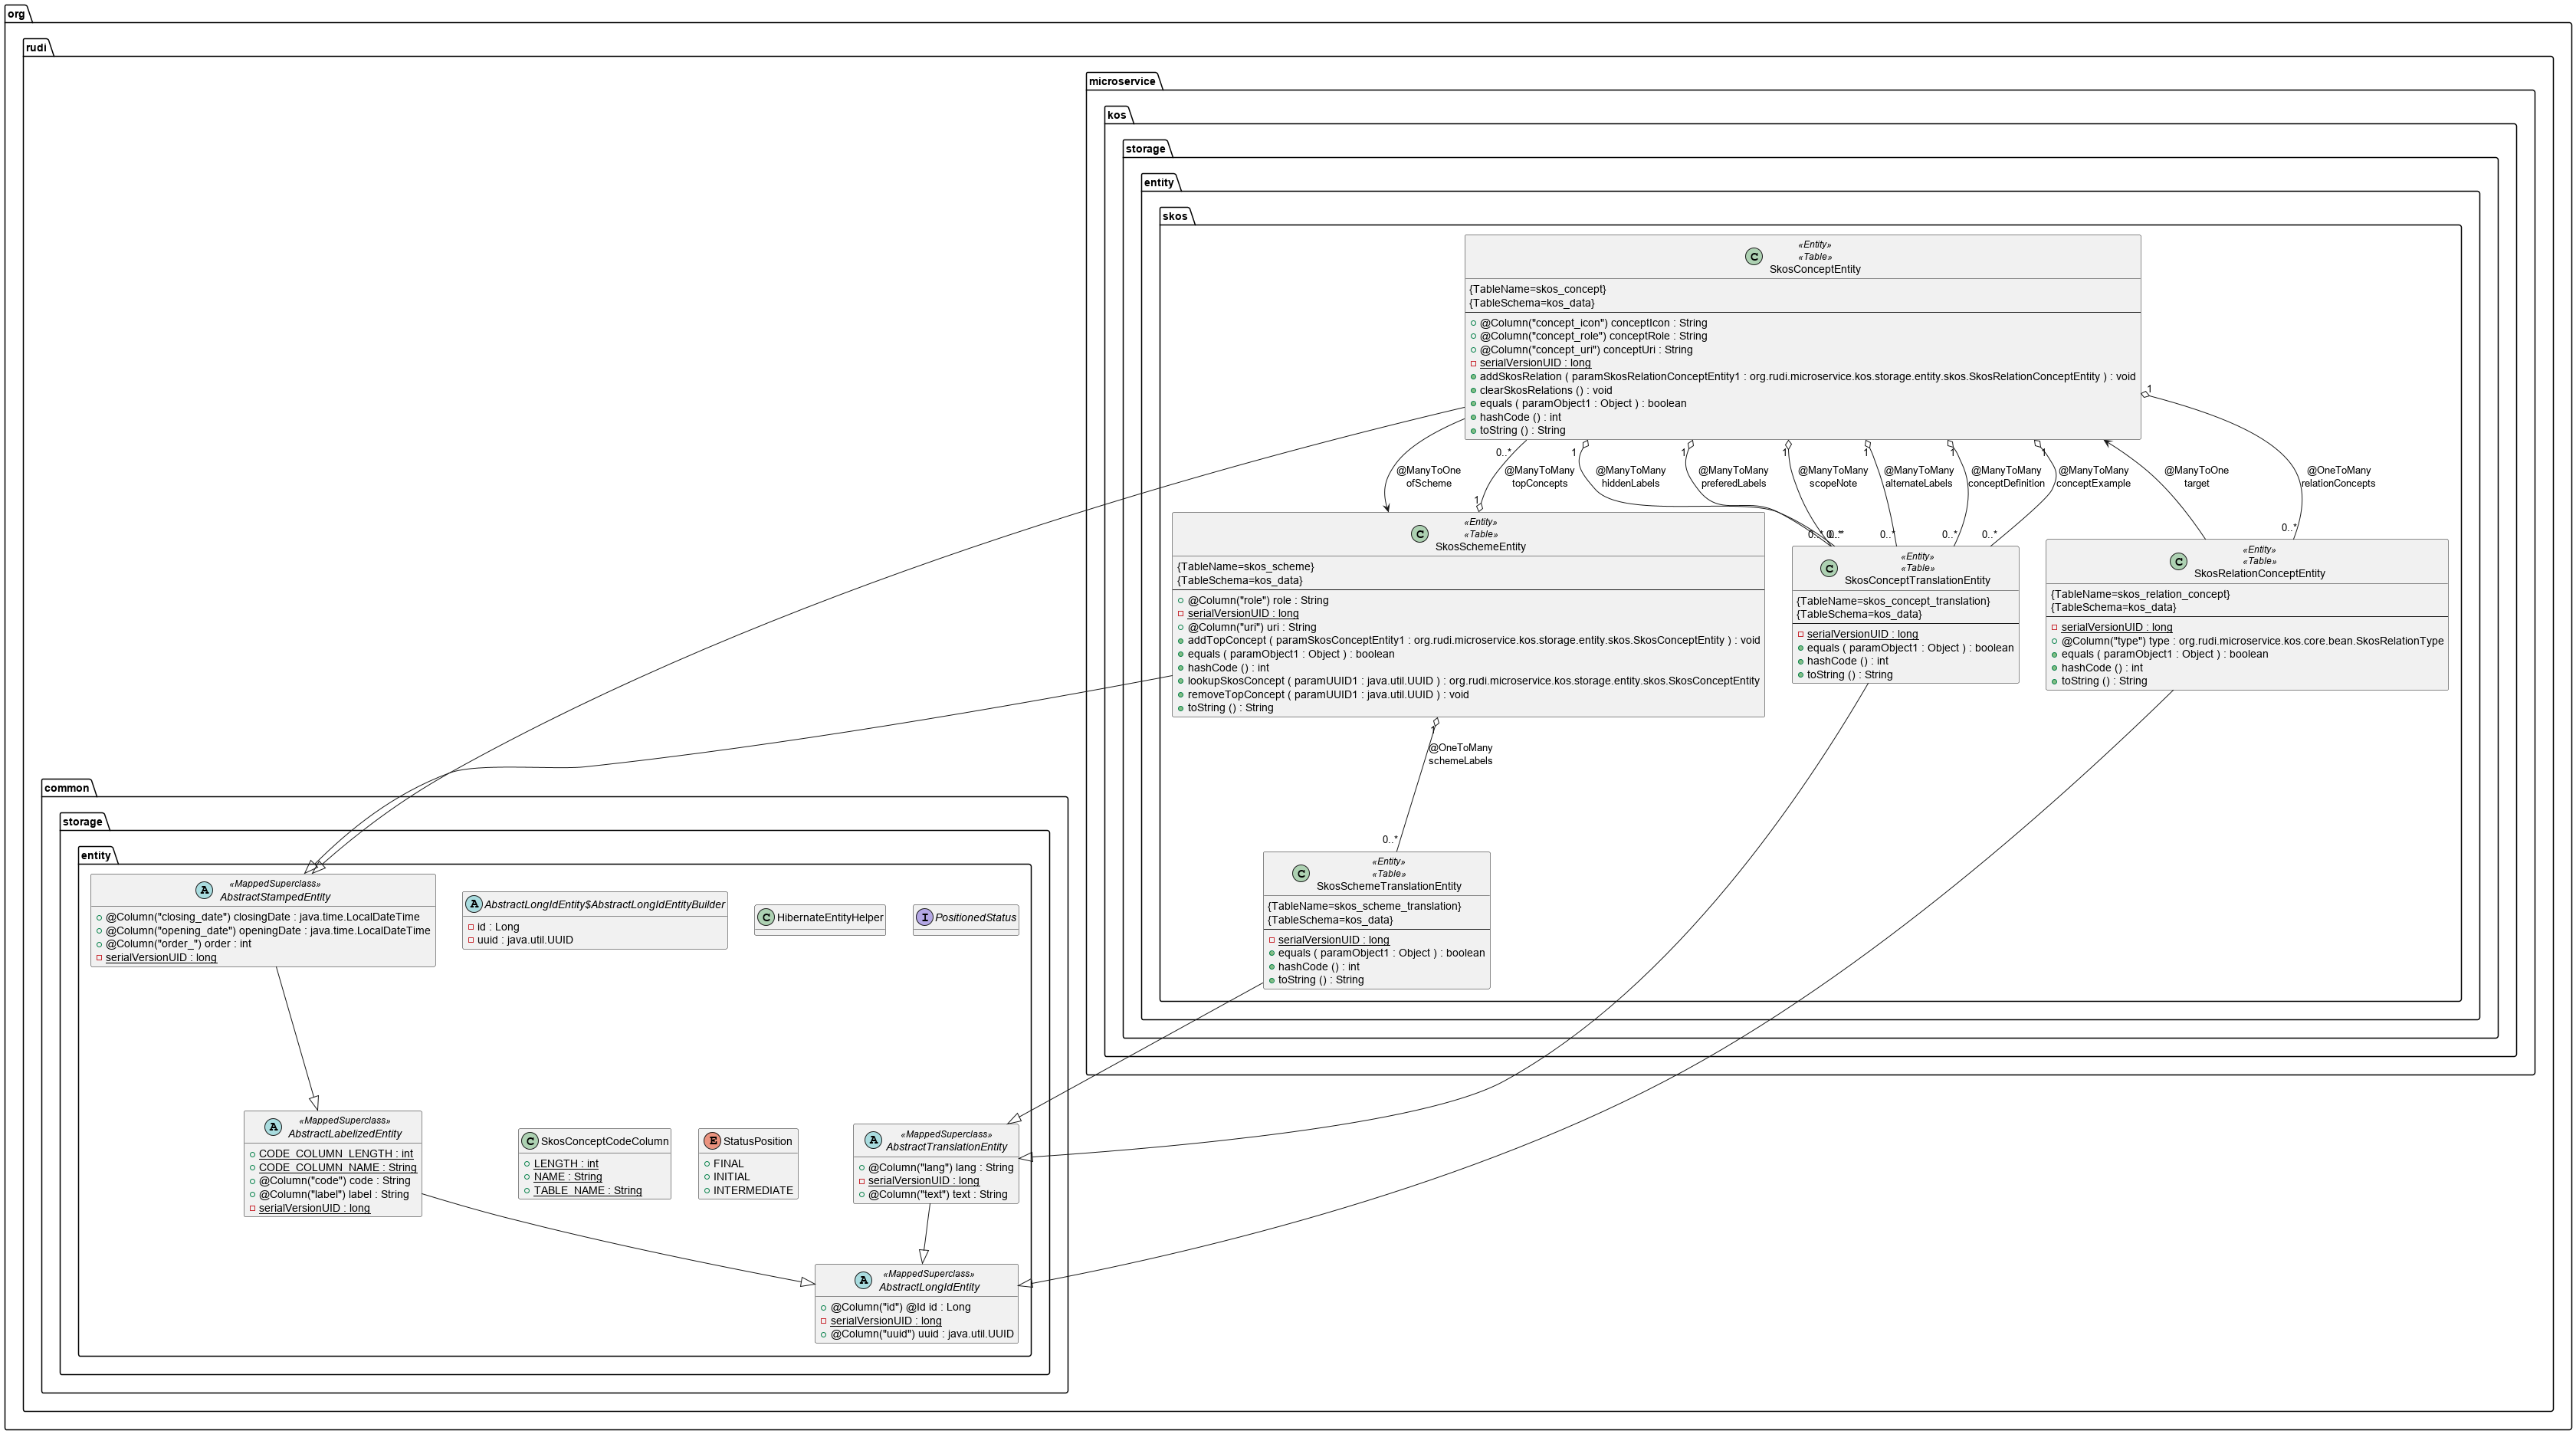 org
rudi
microservice
kos
storage
entity
skos
«Entity»
«Table»
SkosConceptEntity
{TableName=skos_concept}
{TableSchema=kos_data}
@Column("concept_icon") conceptIcon : String
@Column("concept_role") conceptRole : String
@Column("concept_uri") conceptUri : String
serialVersionUID : long
addSkosRelation ( paramSkosRelationConceptEntity1 : org.rudi.microservice.kos.storage.entity.skos.SkosRelationConceptEntity ) : void
clearSkosRelations () : void
equals ( paramObject1 : Object ) : boolean
hashCode () : int
toString () : String
1
0..*
1
1
1
1
1
1
@ManyToOne
ofScheme
@ManyToMany
topConcepts
@ManyToMany
hiddenLabels
@ManyToMany
preferedLabels
@ManyToMany
scopeNote
@ManyToMany
alternateLabels
@ManyToMany
conceptDefinition
@ManyToMany
conceptExample
@ManyToOne
target
@OneToMany
relationConcepts
1
0..*
0..*
0..*
0..*
0..*
0..*
0..*
«Entity»
«Table»
SkosSchemeEntity
{TableName=skos_scheme}
{TableSchema=kos_data}
@Column("role") role : String
serialVersionUID : long
@Column("uri") uri : String
addTopConcept ( paramSkosConceptEntity1 : org.rudi.microservice.kos.storage.entity.skos.SkosConceptEntity ) : void
equals ( paramObject1 : Object ) : boolean
hashCode () : int
lookupSkosConcept ( paramUUID1 : java.util.UUID ) : org.rudi.microservice.kos.storage.entity.skos.SkosConceptEntity
removeTopConcept ( paramUUID1 : java.util.UUID ) : void
toString () : String
«Entity»
«Table»
SkosConceptTranslationEntity
{TableName=skos_concept_translation}
{TableSchema=kos_data}
serialVersionUID : long
equals ( paramObject1 : Object ) : boolean
hashCode () : int
toString () : String
«Entity»
«Table»
SkosRelationConceptEntity
{TableName=skos_relation_concept}
{TableSchema=kos_data}
serialVersionUID : long
@Column("type") type : org.rudi.microservice.kos.core.bean.SkosRelationType
equals ( paramObject1 : Object ) : boolean
hashCode () : int
toString () : String
1
@OneToMany
schemeLabels
0..*
«Entity»
«Table»
SkosSchemeTranslationEntity
{TableName=skos_scheme_translation}
{TableSchema=kos_data}
serialVersionUID : long
equals ( paramObject1 : Object ) : boolean
hashCode () : int
toString () : String
common
storage
entity
«MappedSuperclass»
AbstractStampedEntity
@Column("closing_date") closingDate : java.time.LocalDateTime
@Column("opening_date") openingDate : java.time.LocalDateTime
@Column("order_") order : int
serialVersionUID : long
AbstractLongIdEntity$AbstractLongIdEntityBuilder
id : Long
uuid : java.util.UUID
HibernateEntityHelper
PositionedStatus
«MappedSuperclass»
AbstractLabelizedEntity
CODE_COLUMN_LENGTH : int
CODE_COLUMN_NAME : String
@Column("code") code : String
@Column("label") label : String
serialVersionUID : long
SkosConceptCodeColumn
LENGTH : int
NAME : String
TABLE_NAME : String
StatusPosition
FINAL
INITIAL
INTERMEDIATE
«MappedSuperclass»
AbstractTranslationEntity
@Column("lang") lang : String
serialVersionUID : long
@Column("text") text : String
«MappedSuperclass»
AbstractLongIdEntity
@Column("id") @Id id : Long
serialVersionUID : long
@Column("uuid") uuid : java.util.UUID